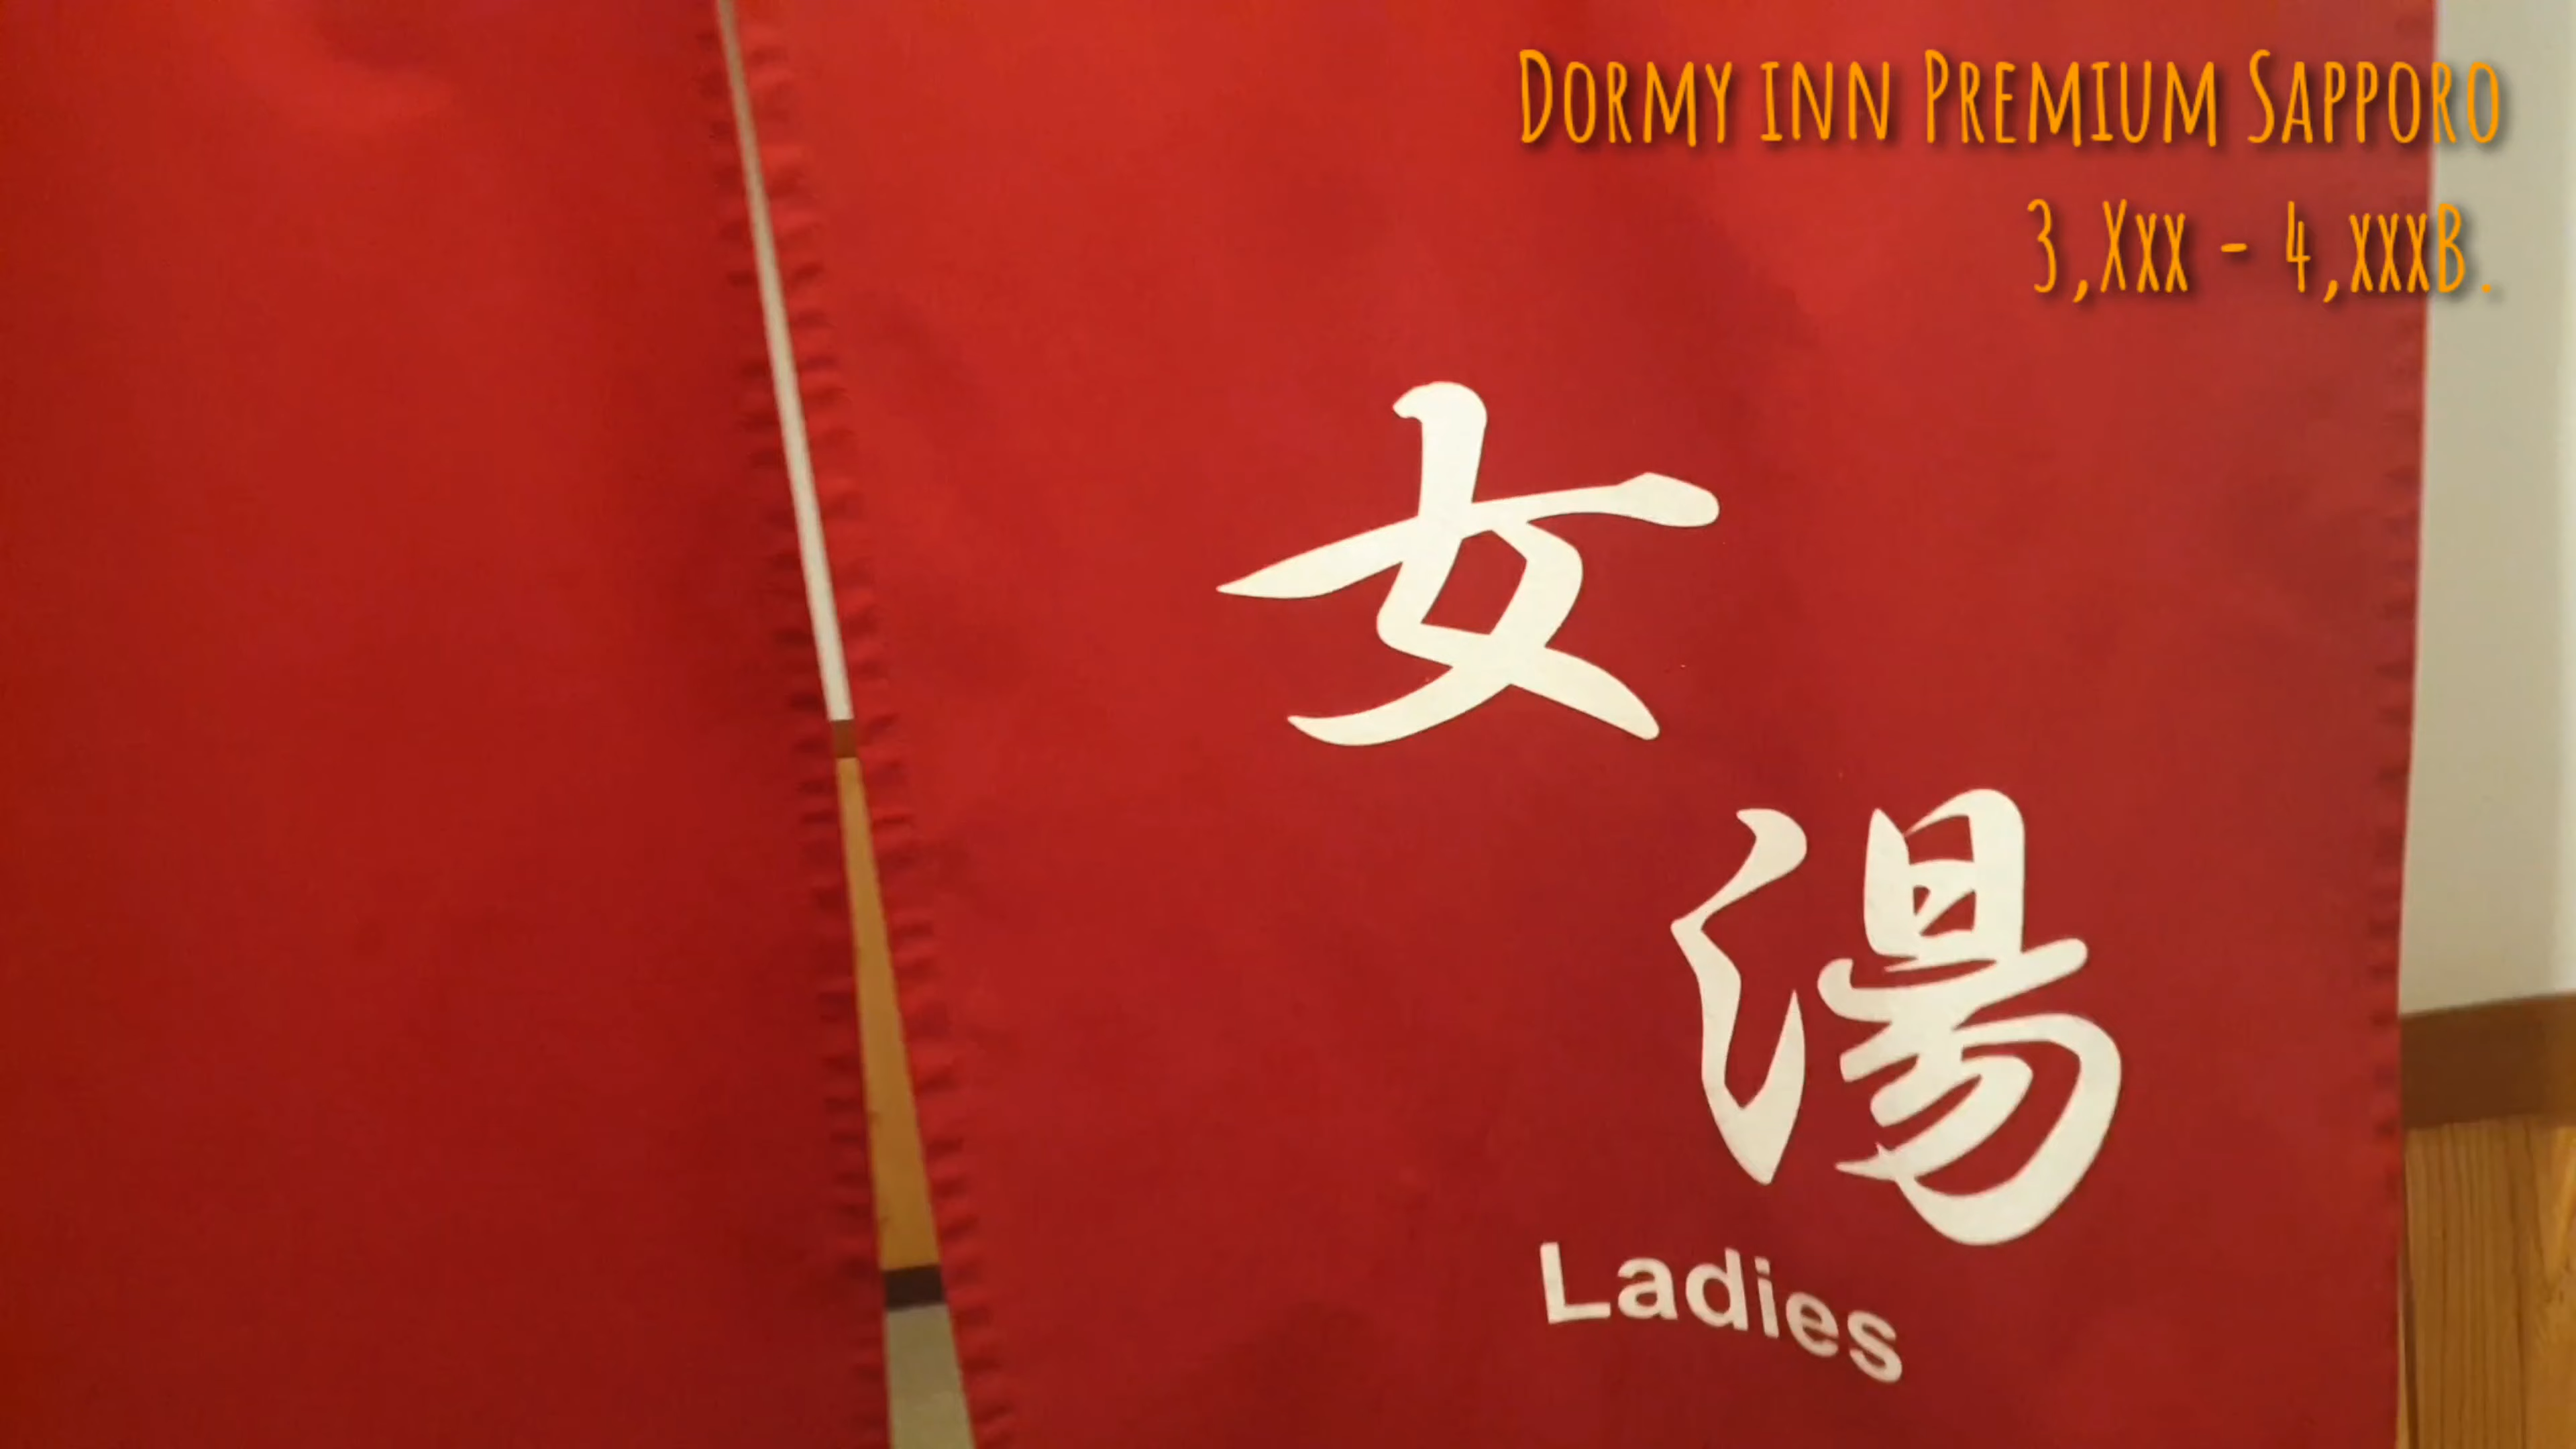 Dormy inn Premium Sapporo
3,Xxx - 4,xxxB.
女
湯
Ladies